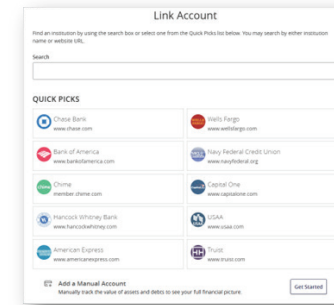 Link Account
Find an institution by using the search box or select one from the Quick Picks list below. You may search by either institution
name or website URL.
Search
QUICK PICKS
Chase Bank
www.chase.com
Wells Fargo
www.wellsfargo.com
Bank of America
www.bankofamerica.com
Navy Federal Credit Union
www.navyfederal.org
chime
Chime
member.chime.com
Capital One
www.capitalone.com
Hancock Whitney Bank
www.hancockwhitney.com
USAA
www.usaa.com
American Express
www.americanexpress.com
Truist
www.truist.com
Add a Manual Account
Manually track the value of assets and debts to see your full financial picture.
Get Started